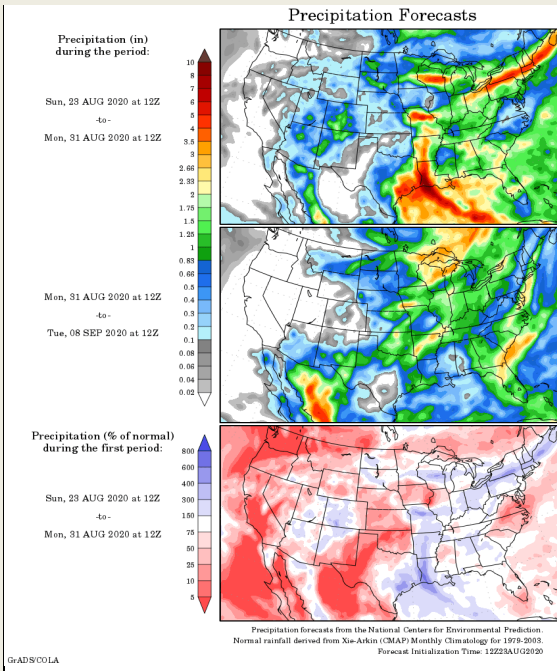 Precipitation Forecasts
Precipitation (in)
during the period:
Sun, 23 AUG 2020 at 12Z
-to-
Mon, 31 AUG 2020 at 12Z
10
8
7
6
5
4
3.5
3
2.66
2.33
2
1.75
1.5
1.25
1
0.83
0.66
0.5
0.4
0.3
0.2
0.1
0.08
0.06
0.04
0.02
Mon, 31 AUG 2020 at 12Z
-to-
Tue, 08 SEP 2020 at 12Z
Precipitation (% of normal)
during the first period:
Sun, 23 AUG 2020 at 12Z
-to-
Mon, 31 AUG 2020 at 12Z
800
600
400
300
150
75
50
25
10
5
Precipitation forecasts from the National Centers for Environmental Prediction.
Normal rainfall derived from Xie-Arkin (CMAP) Monthly Climatology for 1979-2003.
Forecast Initialization Time: 12Z23AUG2020
GrADS/COLA